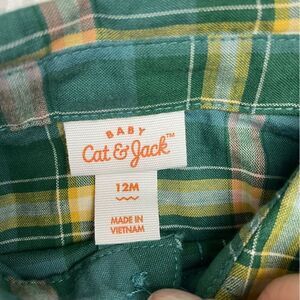 BABY
Cat & Jack™
12M
MADE IN
VIETNAM